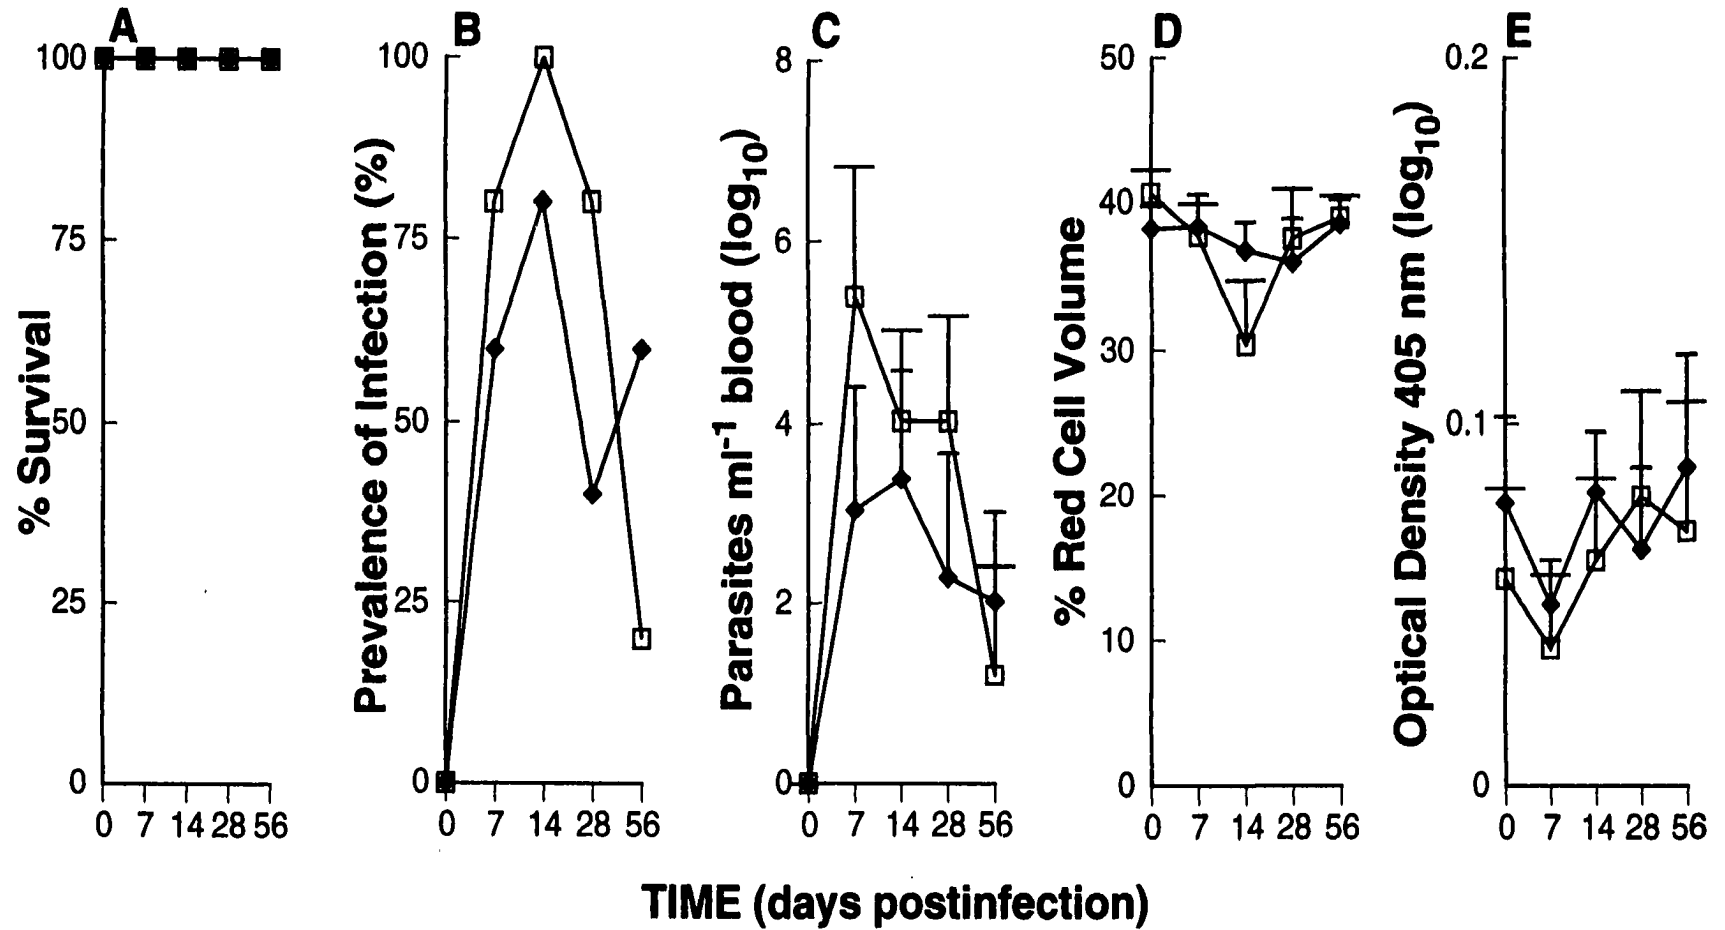 A
% Survival
100
75
50
25
0
0 7 14 28 56
B
Prevalence of Infection (%)
100
75
50
25
0
0 7 14 28 56
C
Parasites ml⁻¹ blood (log₁₀)
8
6
4
2
0
0 7 14 28 56
D
% Red Cell Volume
50
40
30
20
10
0
0 7 14 28 56
E
Optical Density 405 nm (log₁₀)
0.2
0.1
0
0 7 14 28 56
TIME (days postinfection)